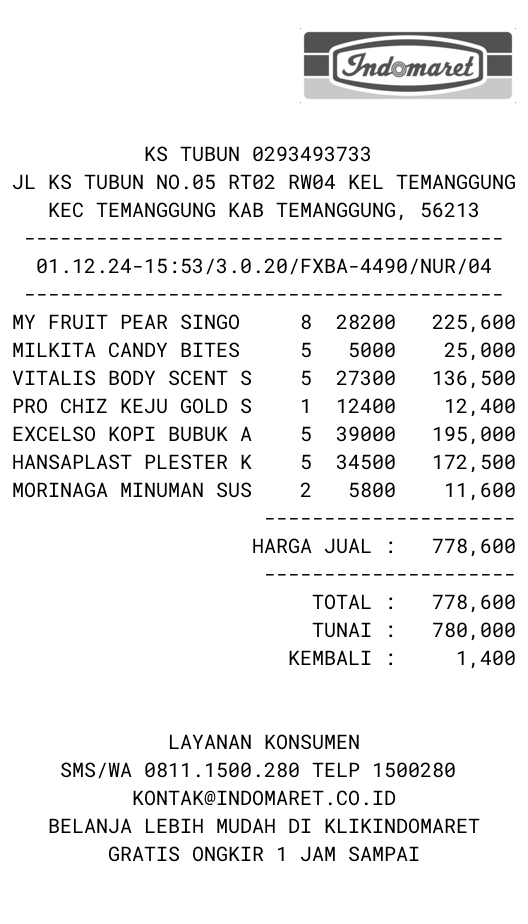 Indomaret
KS TUBUN 0293493733
JL KS TUBUN NO.05 RT02 RW04 KEL TEMANGGUNG
KEC TEMANGGUNG KAB TEMANGGUNG, 56213
----------------------------------------
01.12.24-15:53/3.0.20/FXBA-4490/NUR/04
----------------------------------------
MY FRUIT PEAR SINGO 8 28200 225,600
MILKITA CANDY BITES 5 5000 25,000
VITALIS BODY SCENT S 5 27300 136,500
PRO CHIZ KEJU GOLD S 1 12400 12,400
EXCELSO KOPI BUBUK A 5 39000 195,000
HANSAPLAST PLESTER K 5 34500 172,500
MORINAGA MINUMAN SUS 2 5800 11,600
---------------------
HARGA JUAL : 778,600
---------------------
TOTAL : 778,600
TUNAI : 780,000
KEMBALI : 1,400
LAYANAN KONSUMEN
SMS/WA 0811.1500.280 TELP 1500280
KONTAK@INDOMARET.CO.ID
BELANJA LEBIH MUDAH DI KLIKINDOMARET
GRATIS ONGKIR 1 JAM SAMPAI